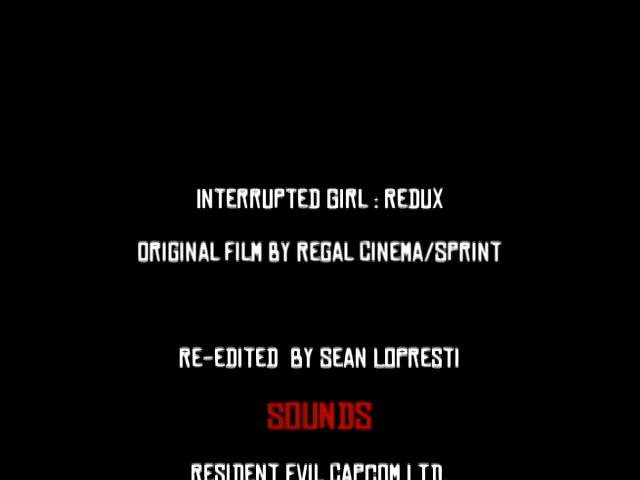 INTERRUPTED GIRL : REDUX
ORIGINAL FILM BY REGAL CINEMA/SPRINT
RE-EDITED BY SEAN LOPRESTI
SOUNDS
RESIDENT EVIL CAPCOM LTD